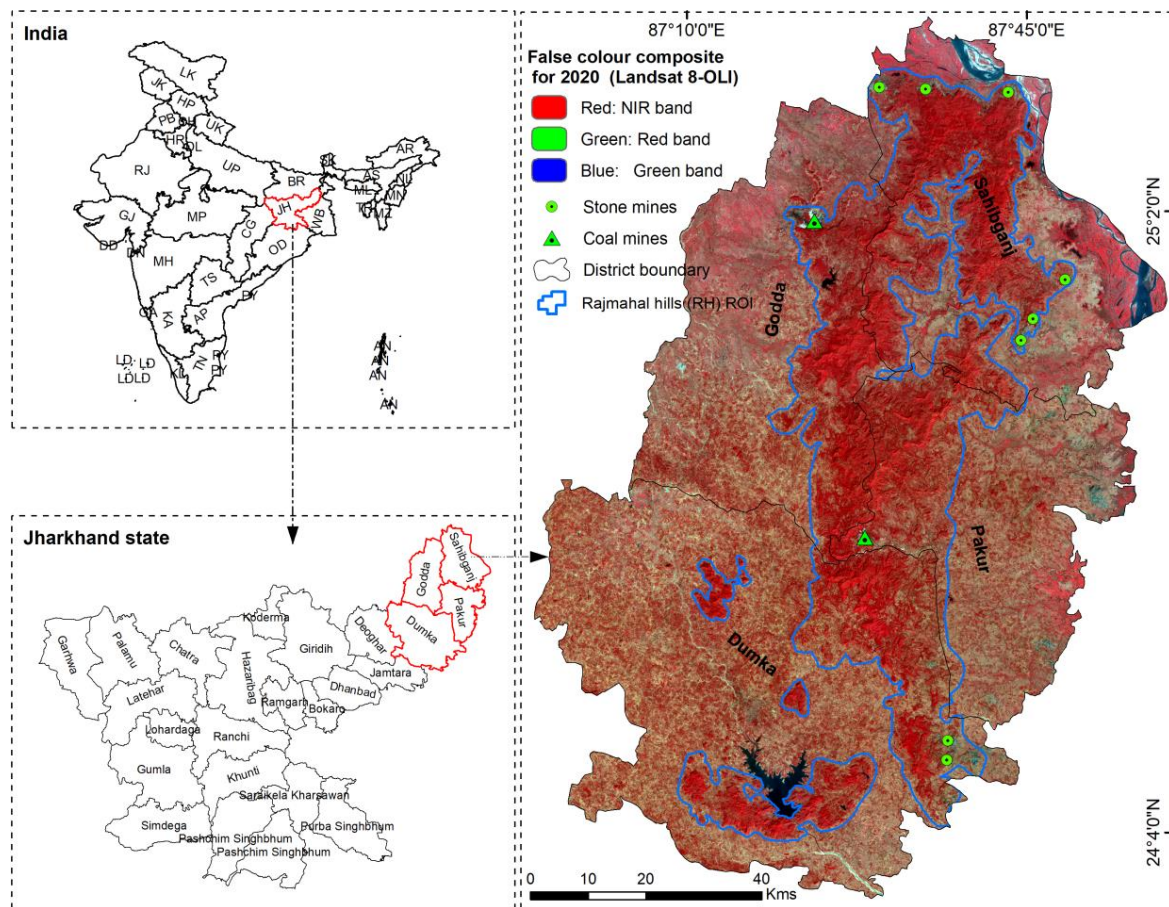 India
LK
JK
HP
PB
UK
HR
DL
RJ
UP
SK
AR
AS
BR
ML
MN
MZ
JH
WB
GJ
MP
CG
OD
DD
DN
MH
TS
PY
GA
KA
AP
TN
PY
PY
KL
LD
LD
LD
LD
AN
AN
AN
AN
Jharkhand state
Sahibganj
Godda
Pakur
Dumka
Deoghar
Koderma
Giridih
Jamtara
Garhwa
Palamu
Chatra
Hazaribag
Dhanbad
Latehar
Ramgarh
Bokaro
Lohardaga
Ranchi
Gumla
Khunti
Saraikela Kharsawan
Simdega
Purba Singhbhum
Pashchim Singhbhum
Pashchim Singhbhum
87°10'0"E
87°45'0"E
False colour composite
for 2020 (Landsat 8-OLI)
Red: NIR band
Green: Red band
Blue: Green band
Stone mines
Coal mines
District boundary
Rajmahal hills (RH) ROI
25°2'0"N
24°4'0"N
Sahibganj
Godda
Pakur
Dumka
0 10 20 40
Kms